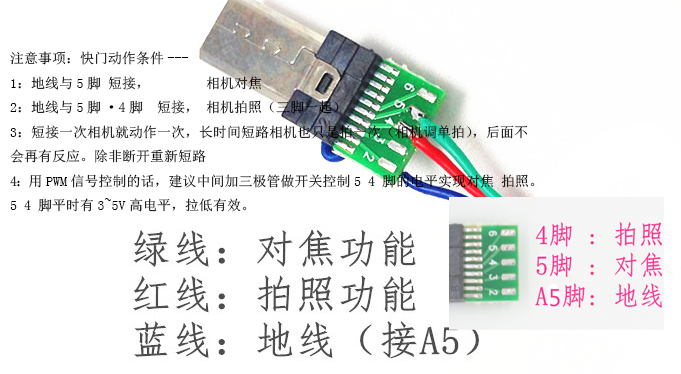 注意事项：快门动作条件---
1：地线与5脚 短接， 相机对焦
2：地线与5脚·4脚 短接， 相机拍照（三脚一起）
3：短接一次相机就动作一次，长时间短路相机也只是拍一次（相机调单拍），后面不
会再有反应。除非断开重新短路
4：用PWM信号控制的话，建议中间加三极管做开关控制5 4 脚的电平实现对焦 拍照。
5 4 脚平时有3~5V高电平，拉低有效。
绿线：对焦功能
红线：拍照功能
蓝线：地线（接A5）
6
5
4
3
2
4脚 ：拍照
5脚 ：对焦
A5脚：地线
6
2